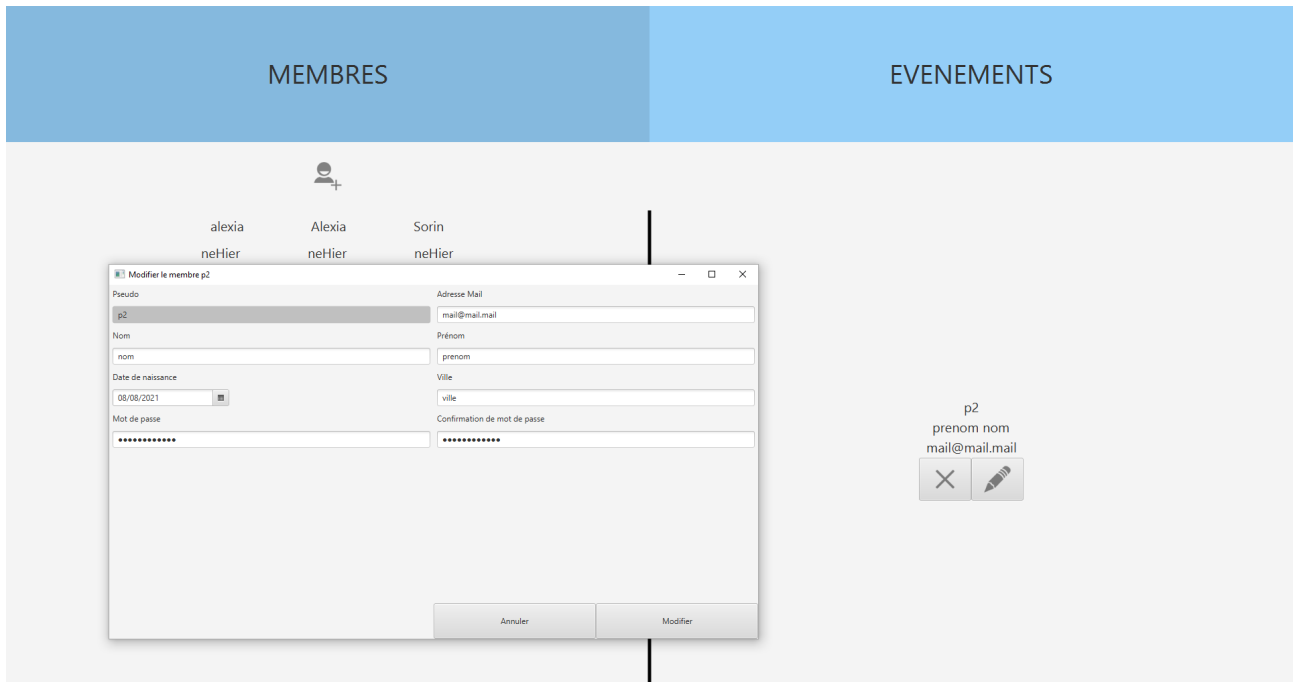 MEMBRES EVENEMENTS
alexia Alexia Sorin
neHier neHier neHier
Modifier le membre p2
Pseudo Adresse Mail
p2 mail@mail.mail
Nom Prénom
nom prenom
Date de naissance Ville
08/08/2021 ville
Mot de passe Confirmation de mot de passe
•••••••••••• ••••••••••••
Annuler Modifier
p2
prenom nom
mail@mail.mail